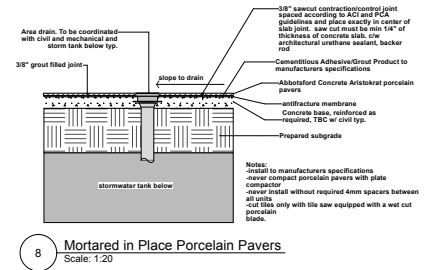 3/8" sawcut contraction/control joint
spaced according to ACI and PCA
guidelines and place exactly in center of
slab joint. saw cut must be min 1/4" of
thickness of concrete slab. c/w
architectural urethane sealant, backer
rod
Area drain. To be coordinated
with civil and mechanical and
storm tank below typ.
Cementitious Adhesive/Grout Product to
manufacturers specifications
3/8" grout filled joint
slope to drain
Abbotsford Concrete Aristokrat porcelain
pavers
antifracture membrane
Concrete base, reinforced as
required, TBC w/ civil typ.
Prepared subgrade
stormwater tank below
Notes:
-install to manufacturers specifications
-never compact porcelain pavers with plate
compactor
-never install without required 4mm spacers between
all units
-cut tiles only with tile saw equipped with a wet cut
porcelain
blade.
8
Mortared in Place Porcelain Pavers
Scale: 1:20